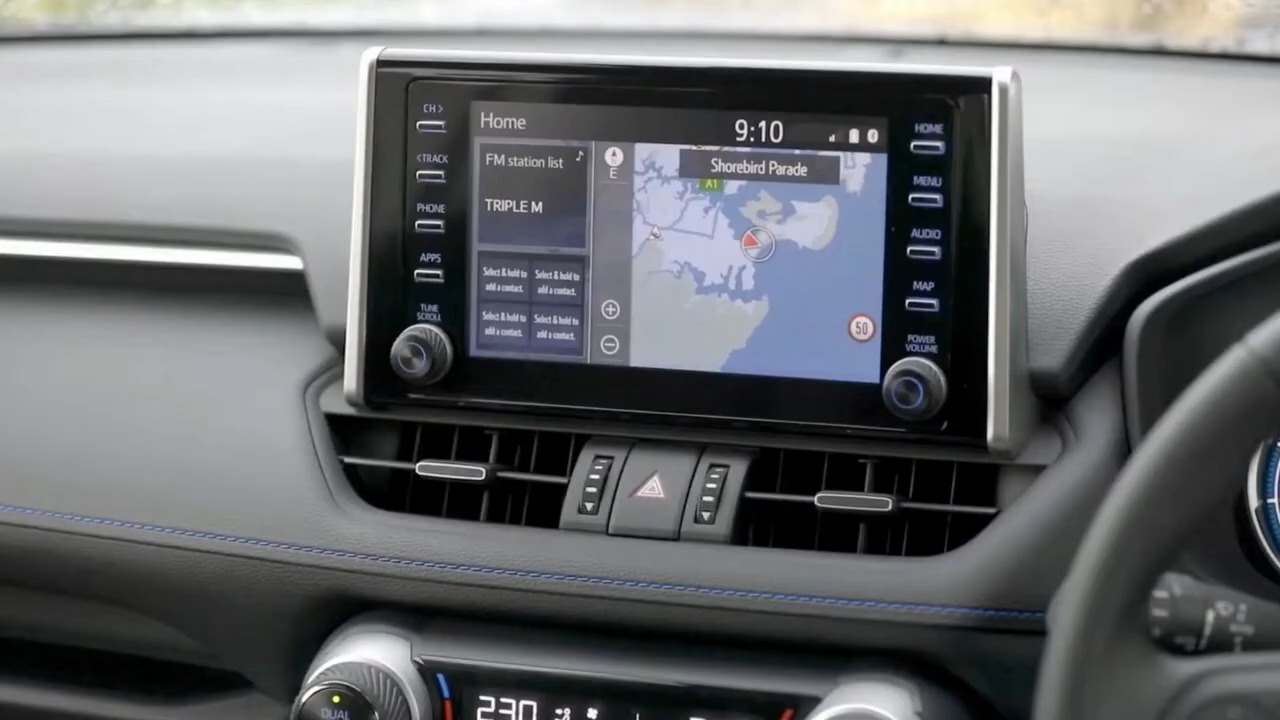 CH >
<TRACK
PHONE
APPS
TUNE
SCROLL
Home
9:10
FM station list
TRIPLE M
Select & hold to
add a contact.
Select & hold to
add a contact.
Select & hold to
add a contact.
Select & hold to
add a contact.
E
Shorebird Parade
A1
50
HOME
MENU
AUDIO
MAP
POWER
VOLUME
DUAL
230